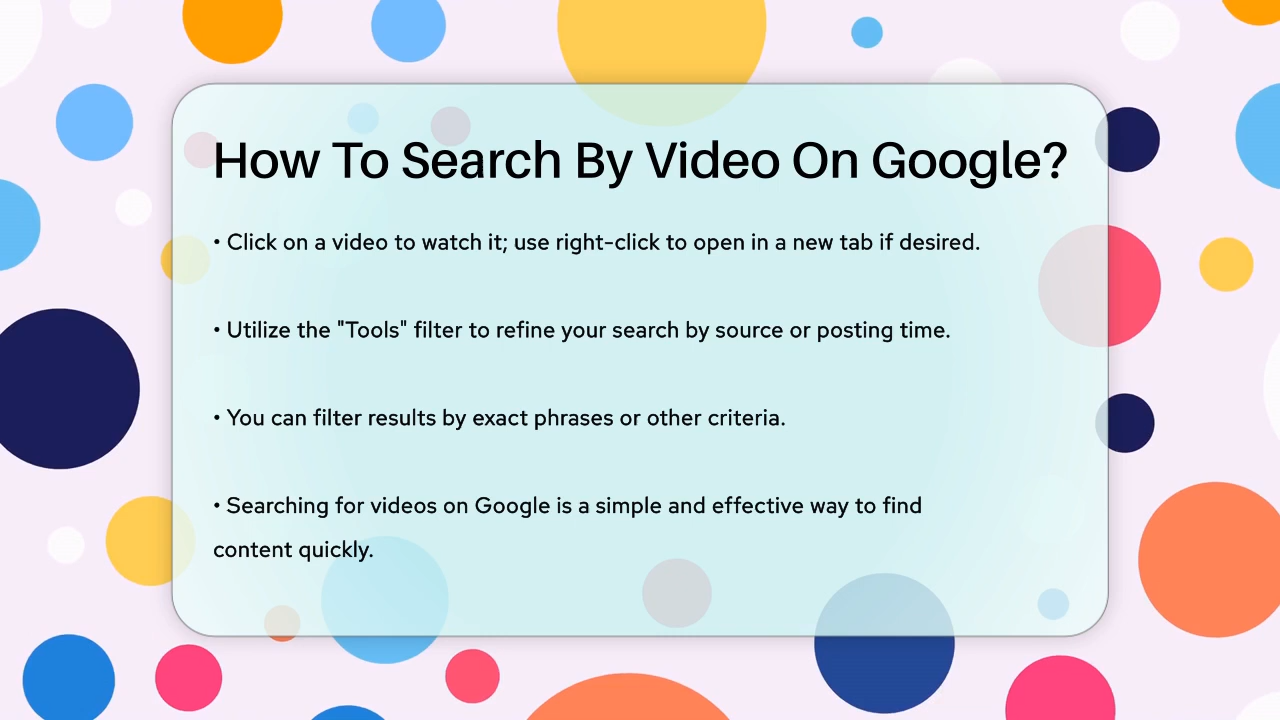 How To Search By Video On Google?
• Click on a video to watch it; use right-click to open in a new tab if desired.
• Utilize the "Tools" filter to refine your search by source or posting time.
• You can filter results by exact phrases or other criteria.
• Searching for videos on Google is a simple and effective way to find
content quickly.